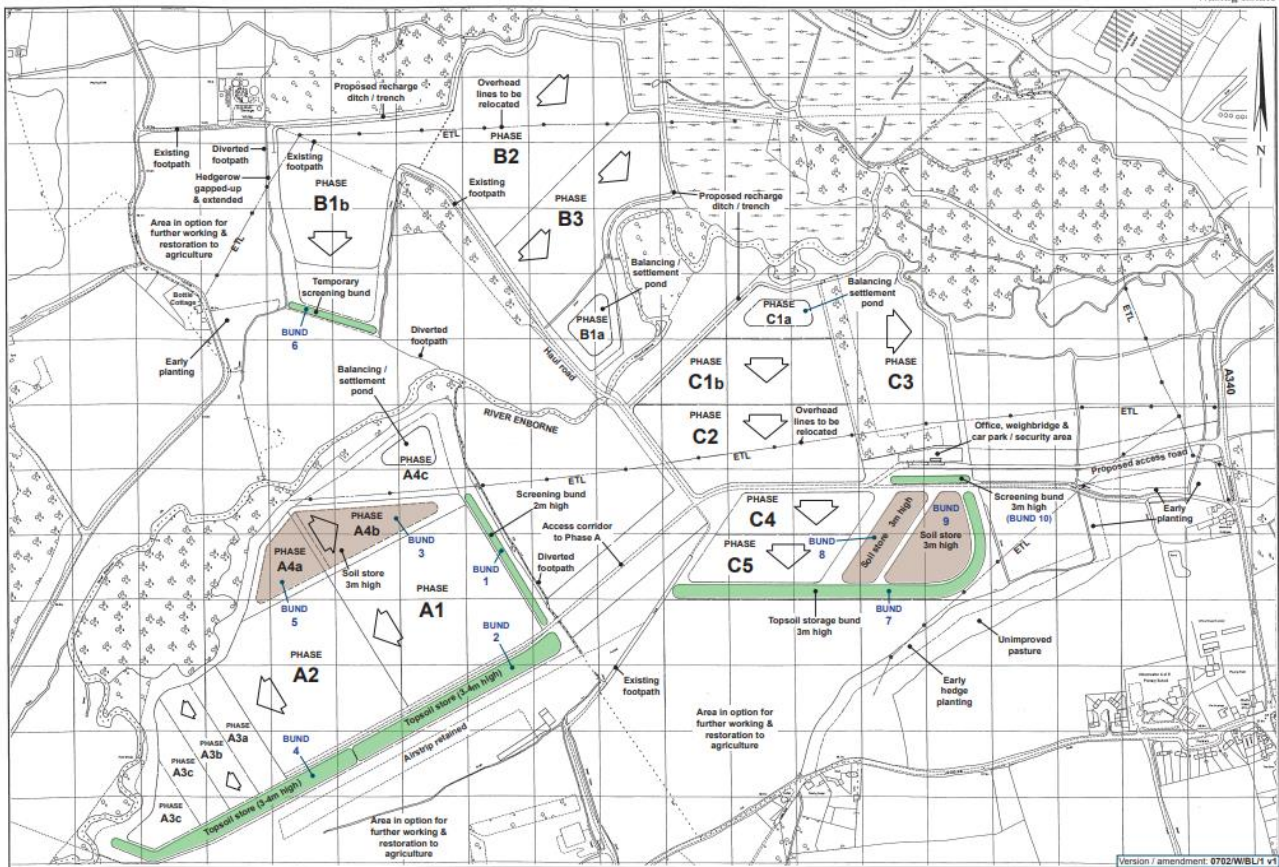 Proposed recharge
ditch / trench
Overhead
lines to be
relocated
ETL
PHASE
B2
N
Existing
footpath
Diverted
footpath
Hedgerow
gapped-up
& extended
Existing
footpath
PHASE
B1b
Existing
footpath
PHASE
B3
Proposed recharge
ditch / trench
Area in option for
further working &
restoration to
agriculture
ETL
Temporary
screening bund
Bottle
Cottage
BUND
6
Early
planting
Diverted
footpath
Haul road
Balancing /
settlement
pond
PHASE
B1a
PHASE
C1a
Balancing /
settlement
pond
ETL
PHASE
C1b
PHASE
C3
A340
Balancing /
settlement
pond
RIVER ENBORNE
PHASE
C2
Overhead
lines to be
relocated
ETL
Office, weighbridge &
car park / security area
ETL
Proposed access road
PHASE
A4c
ETL
Screening bund
2m high
Access corridor
to Phase A
PHASE
C4
Screening bund
3m high
(BUND 10)
Early
planting
PHASE
A4b
BUND
3
PHASE
A4a
Soil store
3m high
BUND
5
BUND
1
Diverted
footpath
PHASE
C5
BUND
8
Soil store 3m high
BUND
9
Soil store
3m high
ETL
PHASE
A1
BUND
2
Topsoil storage bund
3m high
BUND
7
Unimproved
pasture
PHASE
A2
Existing
footpath
Early
hedge
planting
Topsoil store (3-4m high)
Airstrip retained
Area in option for
further working &
restoration to
agriculture
PHASE
A3a
PHASE
A3b
PHASE
A3c
PHASE
A3c
BUND
4
Topsoil store (3-4m high)
Area in option for
further working &
restoration to
agriculture
Version / amendment: 0702/W/BL/1 v1